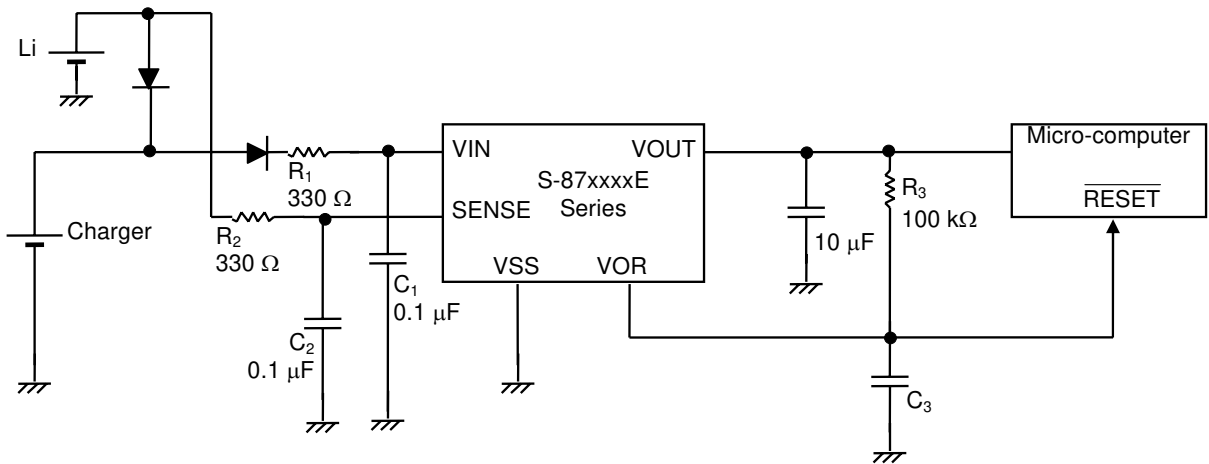 Li
Charger
R₁
330 Ω
R₂
330 Ω
C₁
0.1 μF
C₂
0.1 μF
VIN
VOUT
S-87xxxxE
Series
SENSE
VSS
VOR
10 μF
R₃
100 kΩ
C₃
Micro-computer
RESET